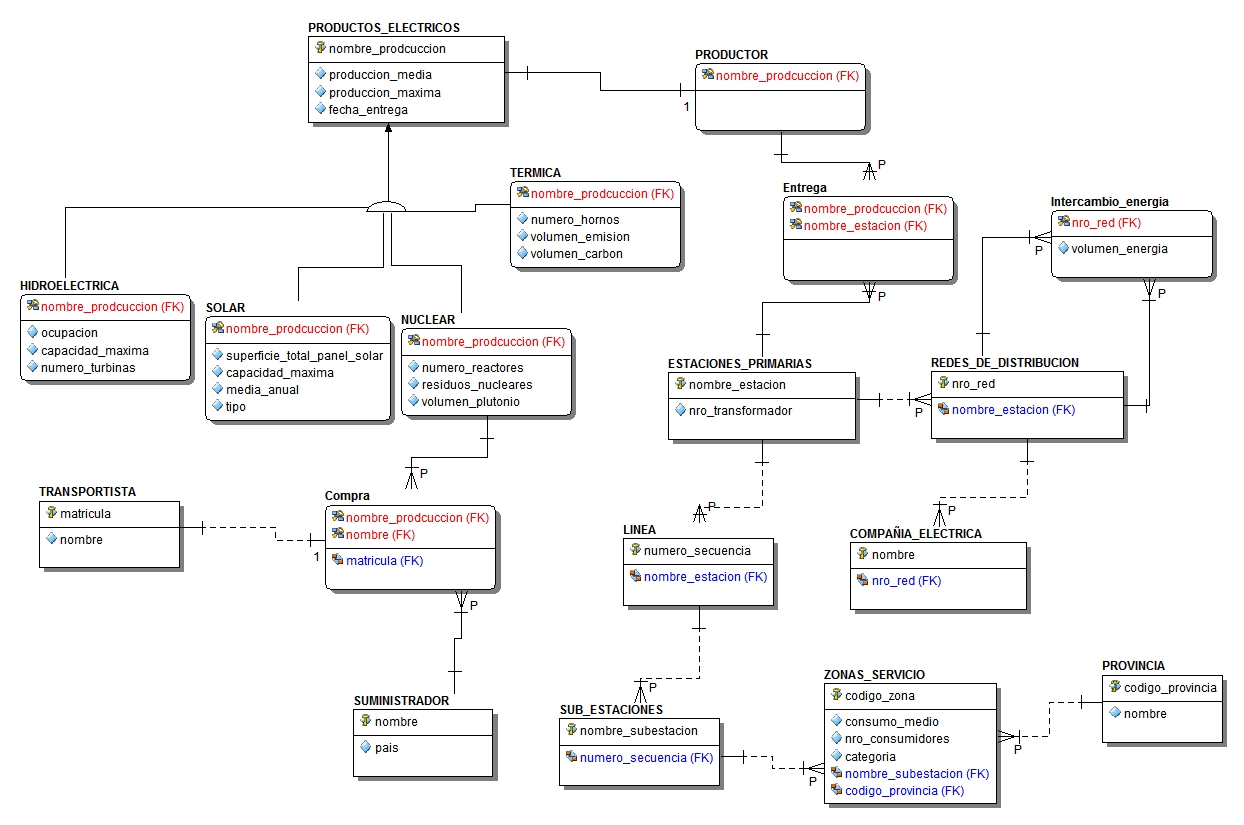 PRODUCTOS_ELECTRICOS
nombre_prodcuccion
produccion_media
produccion_maxima
fecha_entrega
PRODUCTOR
nombre_prodcuccion (FK)
1
P
TERMICA
nombre_prodcuccion (FK)
numero_hornos
volumen_emision
volumen_carbon
Entrega
nombre_prodcuccion (FK)
nombre_estacion (FK)
P
Intercambio_energia
nro_red (FK)
volumen_energia
P
P
HIDROELECTRICA
nombre_prodcuccion (FK)
ocupacion
capacidad_maxima
numero_turbinas
SOLAR
nombre_prodcuccion (FK)
superficie_total_panel_solar
capacidad_maxima
media_anual
tipo
NUCLEAR
nombre_prodcuccion (FK)
numero_reactores
residuos_nucleares
volumen_plutonio
P
ESTACIONES_PRIMARIAS
nombre_estacion
nro_transformador
P
REDES_DE_DISTRIBUCION
nro_red
nombre_estacion (FK)
TRANSPORTISTA
matricula
nombre
1
Compra
nombre_prodcuccion (FK)
nombre (FK)
matricula (FK)
P
P
LINEA
numero_secuencia
nombre_estacion (FK)
P
COMPAÑIA_ELECTRICA
nombre
nro_red (FK)
SUMINISTRADOR
nombre
pais
P
SUB_ESTACIONES
nombre_subestacion
numero_secuencia (FK)
P
ZONAS_SERVICIO
codigo_zona
consumo_medio
nro_consumidores
categoria
nombre_subestacion (FK)
codigo_provincia (FK)
P
PROVINCIA
codigo_provincia
nombre